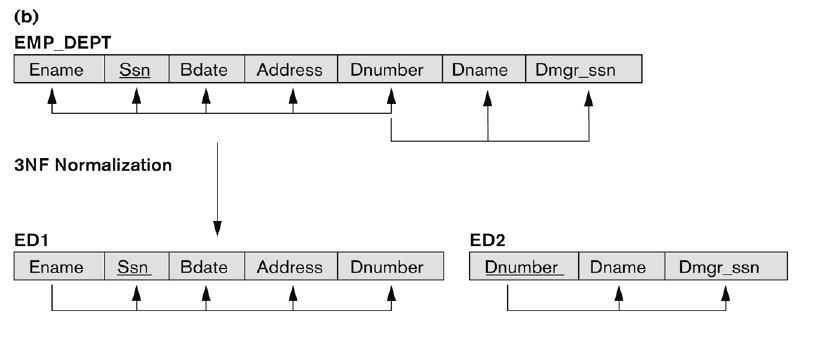 (b)
EMP_DEPT
Ename Ssn Bdate Address Dnumber Dname Dmgr_ssn
3NF Normalization
ED1
Ename Ssn Bdate Address Dnumber
ED2
Dnumber Dname Dmgr_ssn